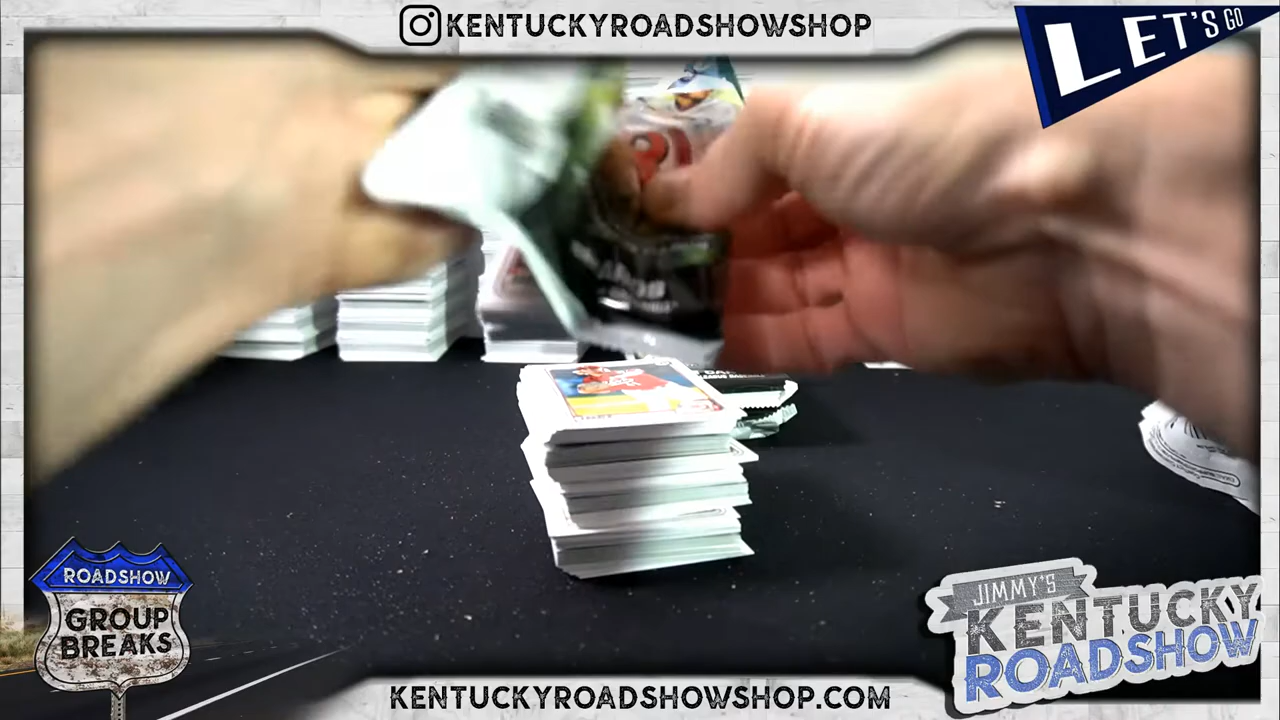 KENTUCKYROADSHOWSHOP
LET'S GO
ROADSHOW
GROUP
BREAKS
JIMMY'S
KENTUCKY
ROADSHOW
KENTUCKYROADSHOWSHOP.COM